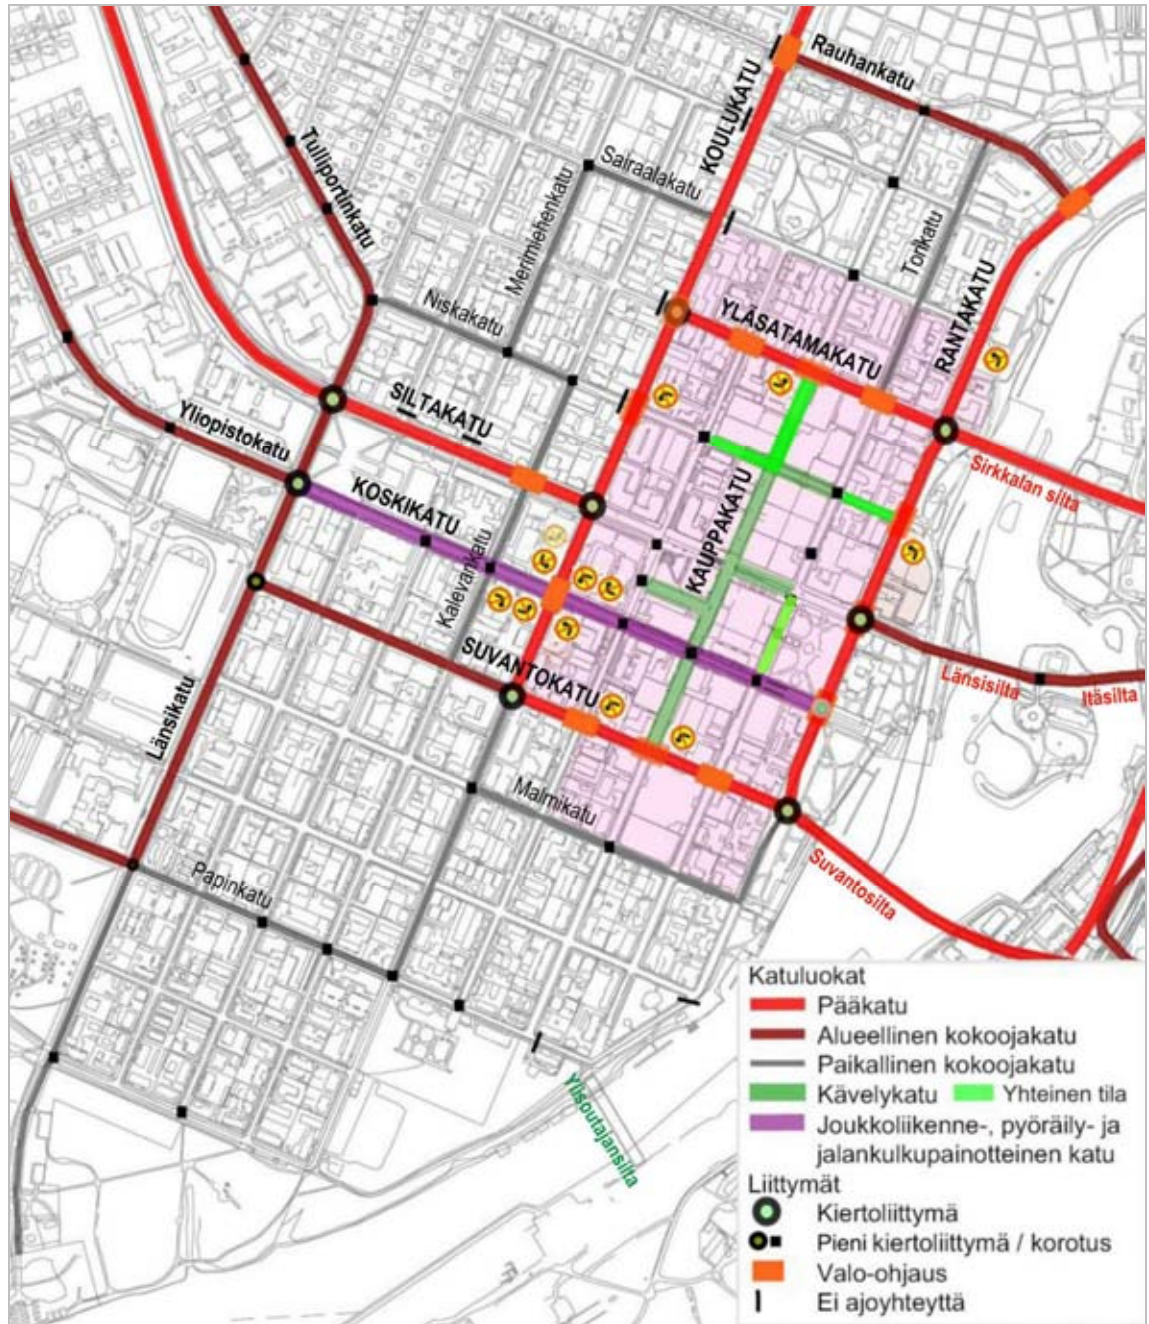 Rauhankatu
KOULUKATU
Tulliportinkatu
Sairaalakatu
Merimiehenkatu
Torikatu
Niskakatu
YLÄSATAMAKATU
RANTAKATU
SILTAKATU
Yliopistokatu
Sirkkalan silta
KOSKIKATU
KAUPPAKATU
Kalevankatu
SUVANTOKATU
Länsisilta
Itäsilta
Länsikatu
Malmikatu
Papinkatu
Suvantosilta
Ylisoutajansilta
Katuluokat
Pääkatu
Alueellinen kokoojakatu
Paikallinen kokoojakatu
Kävelykatu Yhteinen tila
Joukkoliikenne-, pyöräily- ja
jalankulkupainotteinen katu
Liittymät
Kiertoliittymä
Pieni kiertoliittymä / korotus
Valo-ohjaus
Ei ajoyhteyttä